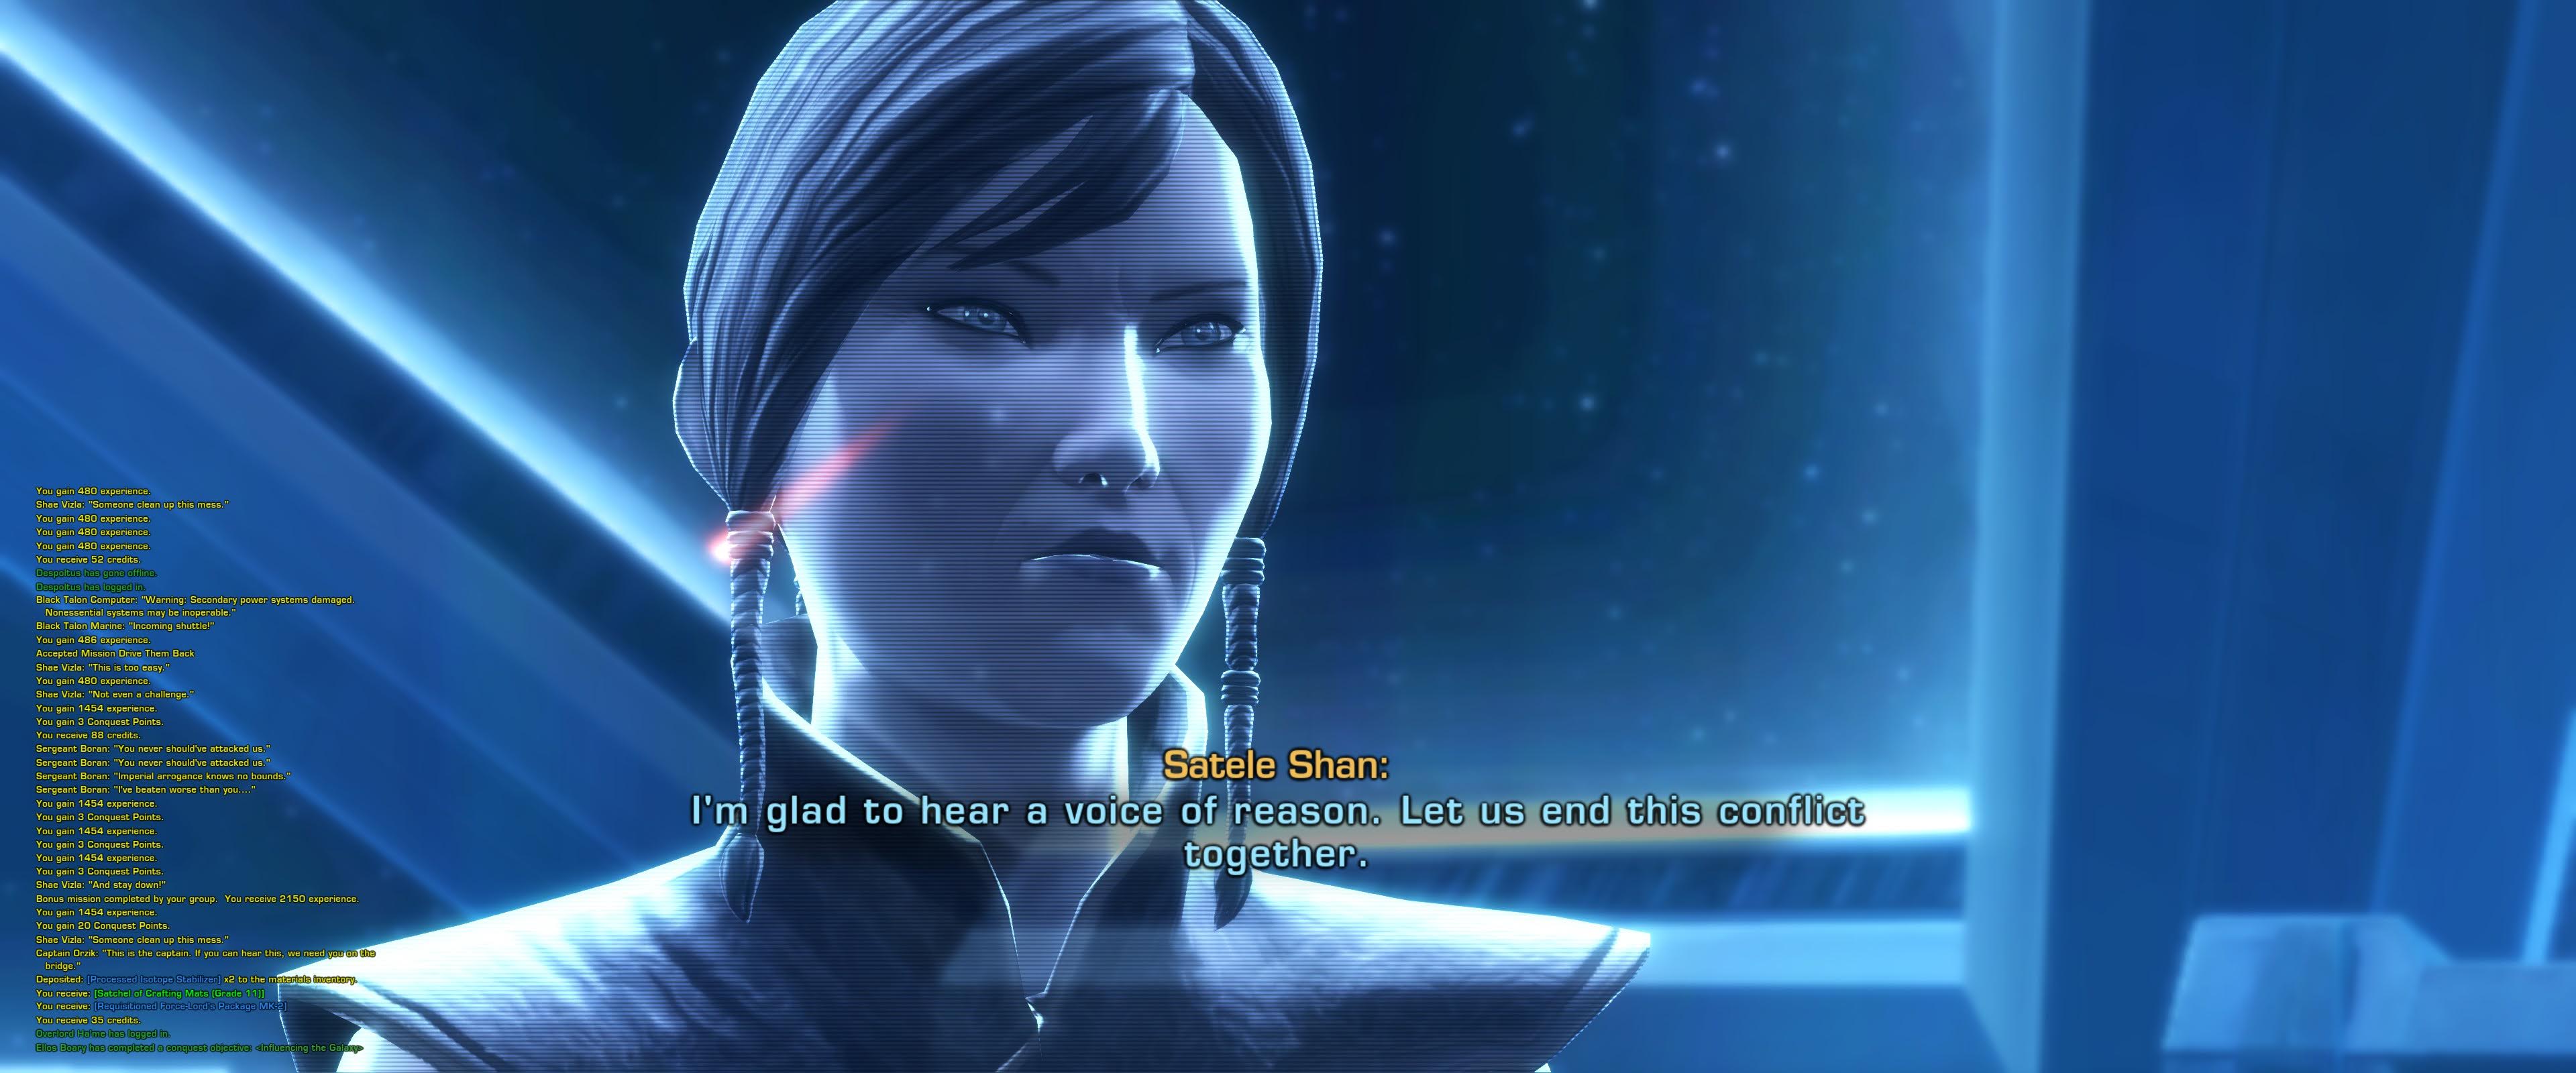 You gain 480 experience.
Shae Vizla: "Someone clean up this mess."
You gain 480 experience.
You gain 480 experience.
You gain 480 experience.
You receive 52 credits.
Despoltus has gone offline.
Despoltus has logged in.
Black Talon Computer: "Warning: Secondary power systems damaged.
Nonessential systems may be inoperable."
Black Talon Marine: "Incoming shuttle!"
You gain 486 experience.
Accepted Mission Drive Them Back
Shae Vizla: "This is too easy."
You gain 480 experience.
Shae Vizla: "Not even a challenge."
You gain 1454 experience.
You gain 3 Conquest Points.
You receive 88 credits.
Sergeant Boran: "You never should've attacked us."
Sergeant Boran: "You never should've attacked us."
Sergeant Boran: "Imperial arrogance knows no bounds."
Sergeant Boran: "I've beaten worse than you...."
You gain 1454 experience.
You gain 3 Conquest Points.
You gain 1454 experience.
You gain 3 Conquest Points.
You gain 1454 experience.
You gain 3 Conquest Points.
Shae Vizla: "And stay down!"
Bonus mission completed by your group.  You receive 2150 experience.
You gain 1454 experience.
You gain 20 Conquest Points.
Shae Vizla: "Someone clean up this mess."
Captain Orzik: "This is the captain. If you can hear this, we need you on the
bridge."
Deposited: [Processed Isotope Stabilizer] x2 to the materials inventory.
You receive: [Satchel of Crafting Mats (Grade 11)]
You receive: [Requisitioned Force-Lord's Package MK-2]
You receive 35 credits.
Overlord Ha'me has logged in.
Ellos Boary has completed a conquest objective: <Influencing the Galaxy>
Satele Shan:
I'm glad to hear a voice of reason. Let us end this conflict
together.